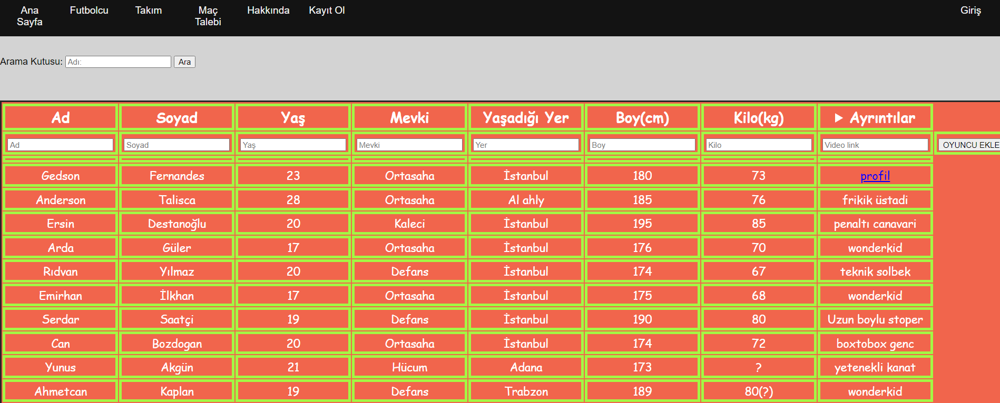 Ana Sayfa Futbolcu Takım Maç Talebi Hakkında Kayıt Ol Giriş
Arama Kutusu: Adı: Ara
Ad Soyad Yaş Mevki Yaşadığı Yer Boy(cm) Kilo(kg) ▶ Ayrıntılar
Ad Soyad Yaş Mevki Yer Boy Kilo Video link OYUNCU EKLE
Gedson Fernandes 23 Ortasaha İstanbul 180 73 profil
Anderson Talisca 28 Ortasaha Al ahly 185 76 frikik üstadi
Ersin Destanoğlu 20 Kaleci İstanbul 195 85 penaltı canavari
Arda Güler 17 Ortasaha İstanbul 176 70 wonderkid
Rıdvan Yılmaz 20 Defans İstanbul 174 67 teknik solbek
Emirhan İlkhan 17 Ortasaha İstanbul 175 68 wonderkid
Serdar Saatçi 19 Defans İstanbul 190 80 Uzun boylu stoper
Can Bozdogan 20 Ortasaha İstanbul 174 72 boxtobox genc
Yunus Akgün 21 Hücum Adana 173 ? yetenekli kanat
Ahmetcan Kaplan 19 Defans Trabzon 189 80(?) wonderkid